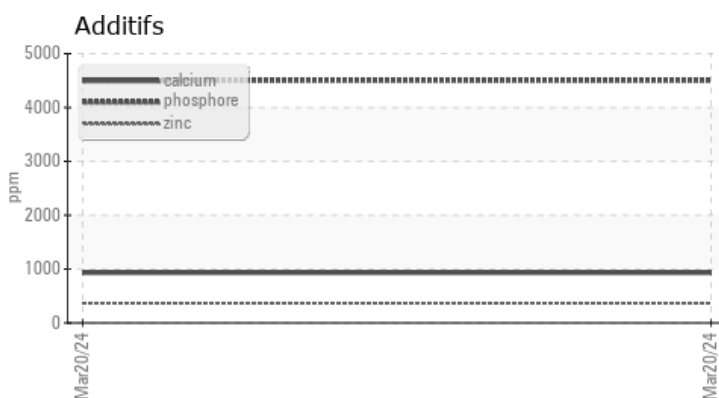 Additifs
5000
4000
3000
2000
1000
0
ppm
calcium
phosphore
zinc
Mar20/24
Mar20/24